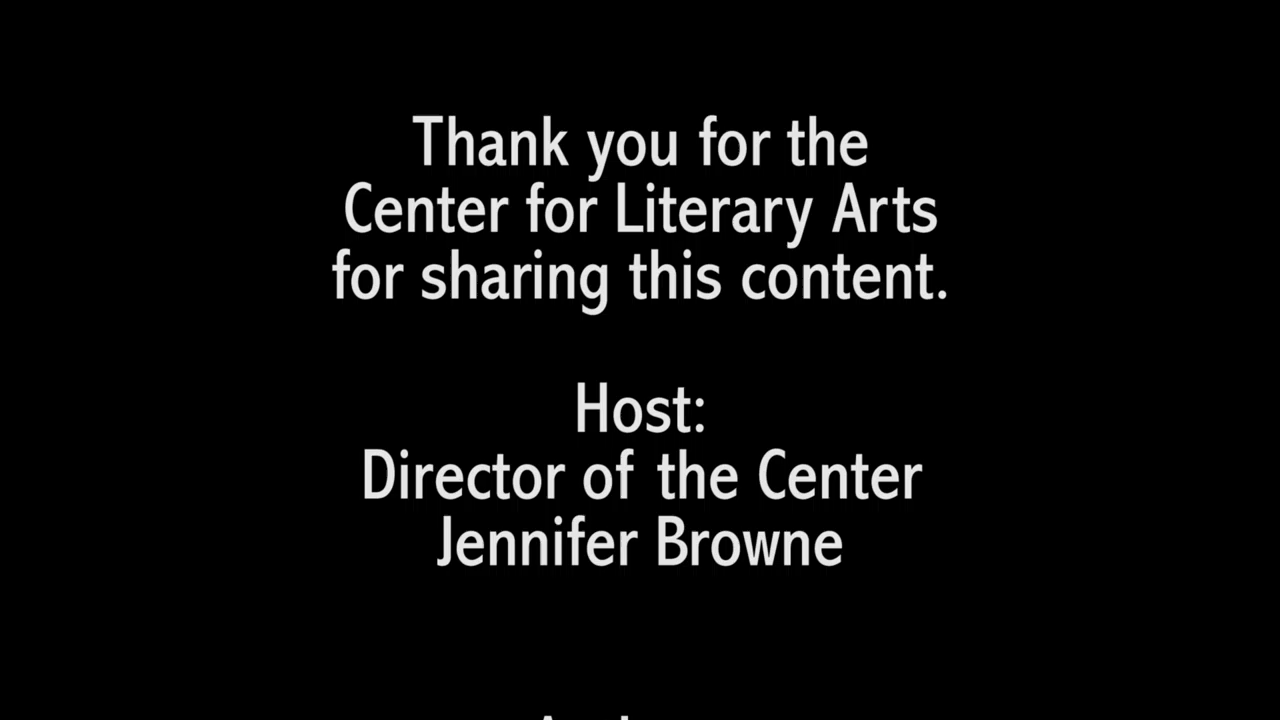 Thank you for the
Center for Literary Arts
for sharing this content.
Host:
Director of the Center
Jennifer Browne